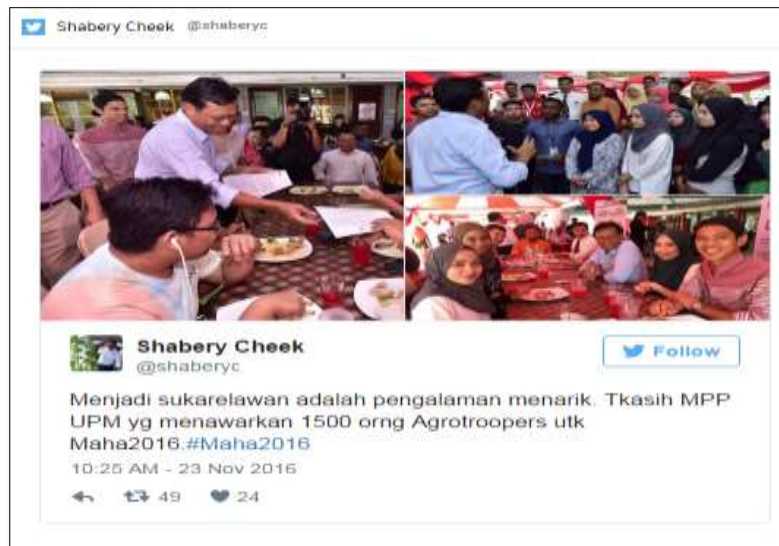 Shabery Cheek @shaberyc
Shabery Cheek
@shaberyc
Follow
Menjadi sukarelawan adalah pengalaman menarik. Tkasih MPP
UPM yg menawarkan 1500 orng Agrotroopers utk
Maha2016.#Maha2016
10:25 AM - 23 Nov 2016
49 24